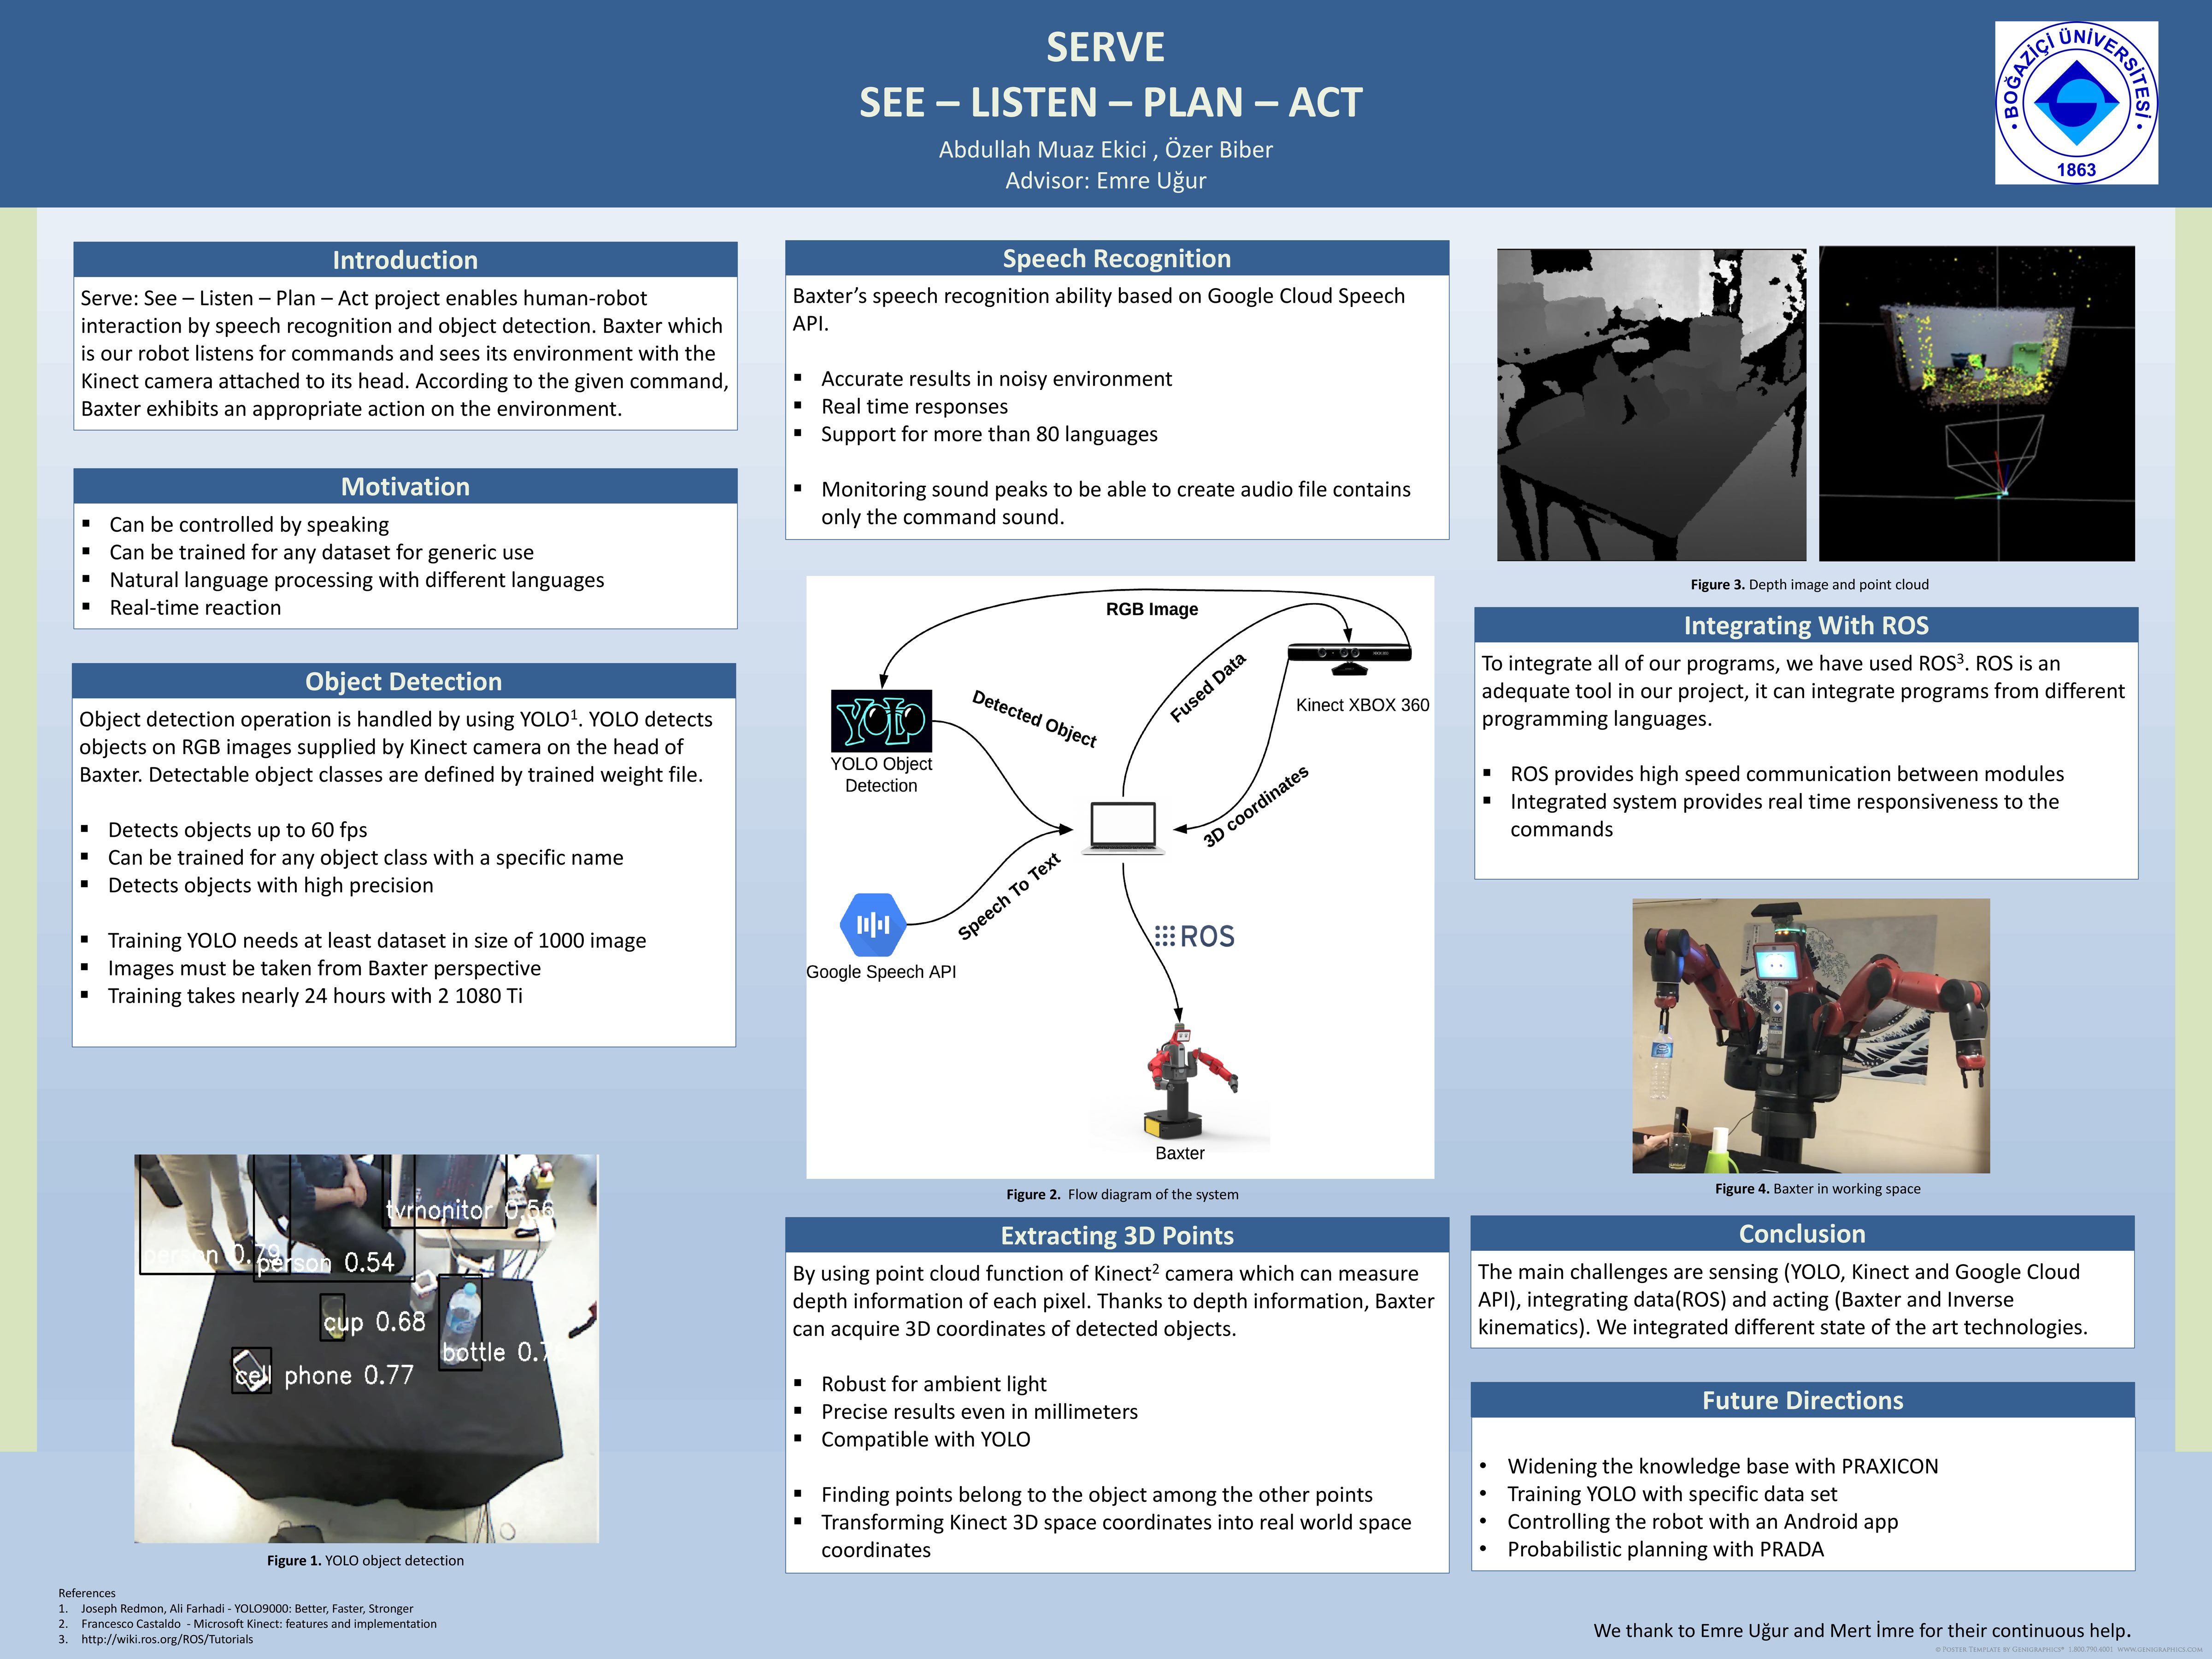 SERVE
SEE – LISTEN – PLAN – ACT
Abdullah Muaz Ekici , Özer Biber
Advisor: Emre Uğur
• BOĞAZİÇİ ÜNİVERSİTESİ •
1863
Introduction
Serve: See – Listen – Plan – Act project enables human-robot
interaction by speech recognition and object detection. Baxter which
is our robot listens for commands and sees its environment with the
Kinect camera attached to its head. According to the given command,
Baxter exhibits an appropriate action on the environment.
Motivation
▪ Can be controlled by speaking
▪ Can be trained for any dataset for generic use
▪ Natural language processing with different languages
▪ Real-time reaction
Object Detection
Object detection operation is handled by using YOLO1. YOLO detects
objects on RGB images supplied by Kinect camera on the head of
Baxter. Detectable object classes are defined by trained weight file.
▪ Detects objects up to 60 fps
▪ Can be trained for any object class with a specific name
▪ Detects objects with high precision
▪ Training YOLO needs at least dataset in size of 1000 image
▪ Images must be taken from Baxter perspective
▪ Training takes nearly 24 hours with 2 1080 Ti
tvmonitor 0.56
person 0.79
person 0.54
cup 0.68
bottle 0.7
cell phone 0.77
Figure 1. YOLO object detection
References
1. Joseph Redmon, Ali Farhadi - YOLO9000: Better, Faster, Stronger
2. Francesco Castaldo - Microsoft Kinect: features and implementation
3. http://wiki.ros.org/ROS/Tutorials
Speech Recognition
Baxter’s speech recognition ability based on Google Cloud Speech
API.
▪ Accurate results in noisy environment
▪ Real time responses
▪ Support for more than 80 languages
▪ Monitoring sound peaks to be able to create audio file contains
only the command sound.
RGB Image
Fused Data
Detected Object
Kinect XBOX 360
YOLO
YOLO Object
Detection
3D coordinates
Speech To Text
Google Speech API
ROS
Baxter
Figure 2. Flow diagram of the system
Extracting 3D Points
By using point cloud function of Kinect2 camera which can measure
depth information of each pixel. Thanks to depth information, Baxter
can acquire 3D coordinates of detected objects.
▪ Robust for ambient light
▪ Precise results even in millimeters
▪ Compatible with YOLO
▪ Finding points belong to the object among the other points
▪ Transforming Kinect 3D space coordinates into real world space
coordinates
Figure 3. Depth image and point cloud
Integrating With ROS
To integrate all of our programs, we have used ROS3. ROS is an
adequate tool in our project, it can integrate programs from different
programming languages.
▪ ROS provides high speed communication between modules
▪ Integrated system provides real time responsiveness to the
commands
Figure 4. Baxter in working space
Conclusion
The main challenges are sensing (YOLO, Kinect and Google Cloud
API), integrating data(ROS) and acting (Baxter and Inverse
kinematics). We integrated different state of the art technologies.
Future Directions
• Widening the knowledge base with PRAXICON
• Training YOLO with specific data set
• Controlling the robot with an Android app
• Probabilistic planning with PRADA
We thank to Emre Uğur and Mert İmre for their continuous help.
© Poster Template by Genigraphics® 1.800.790.4001 www.genigraphics.com